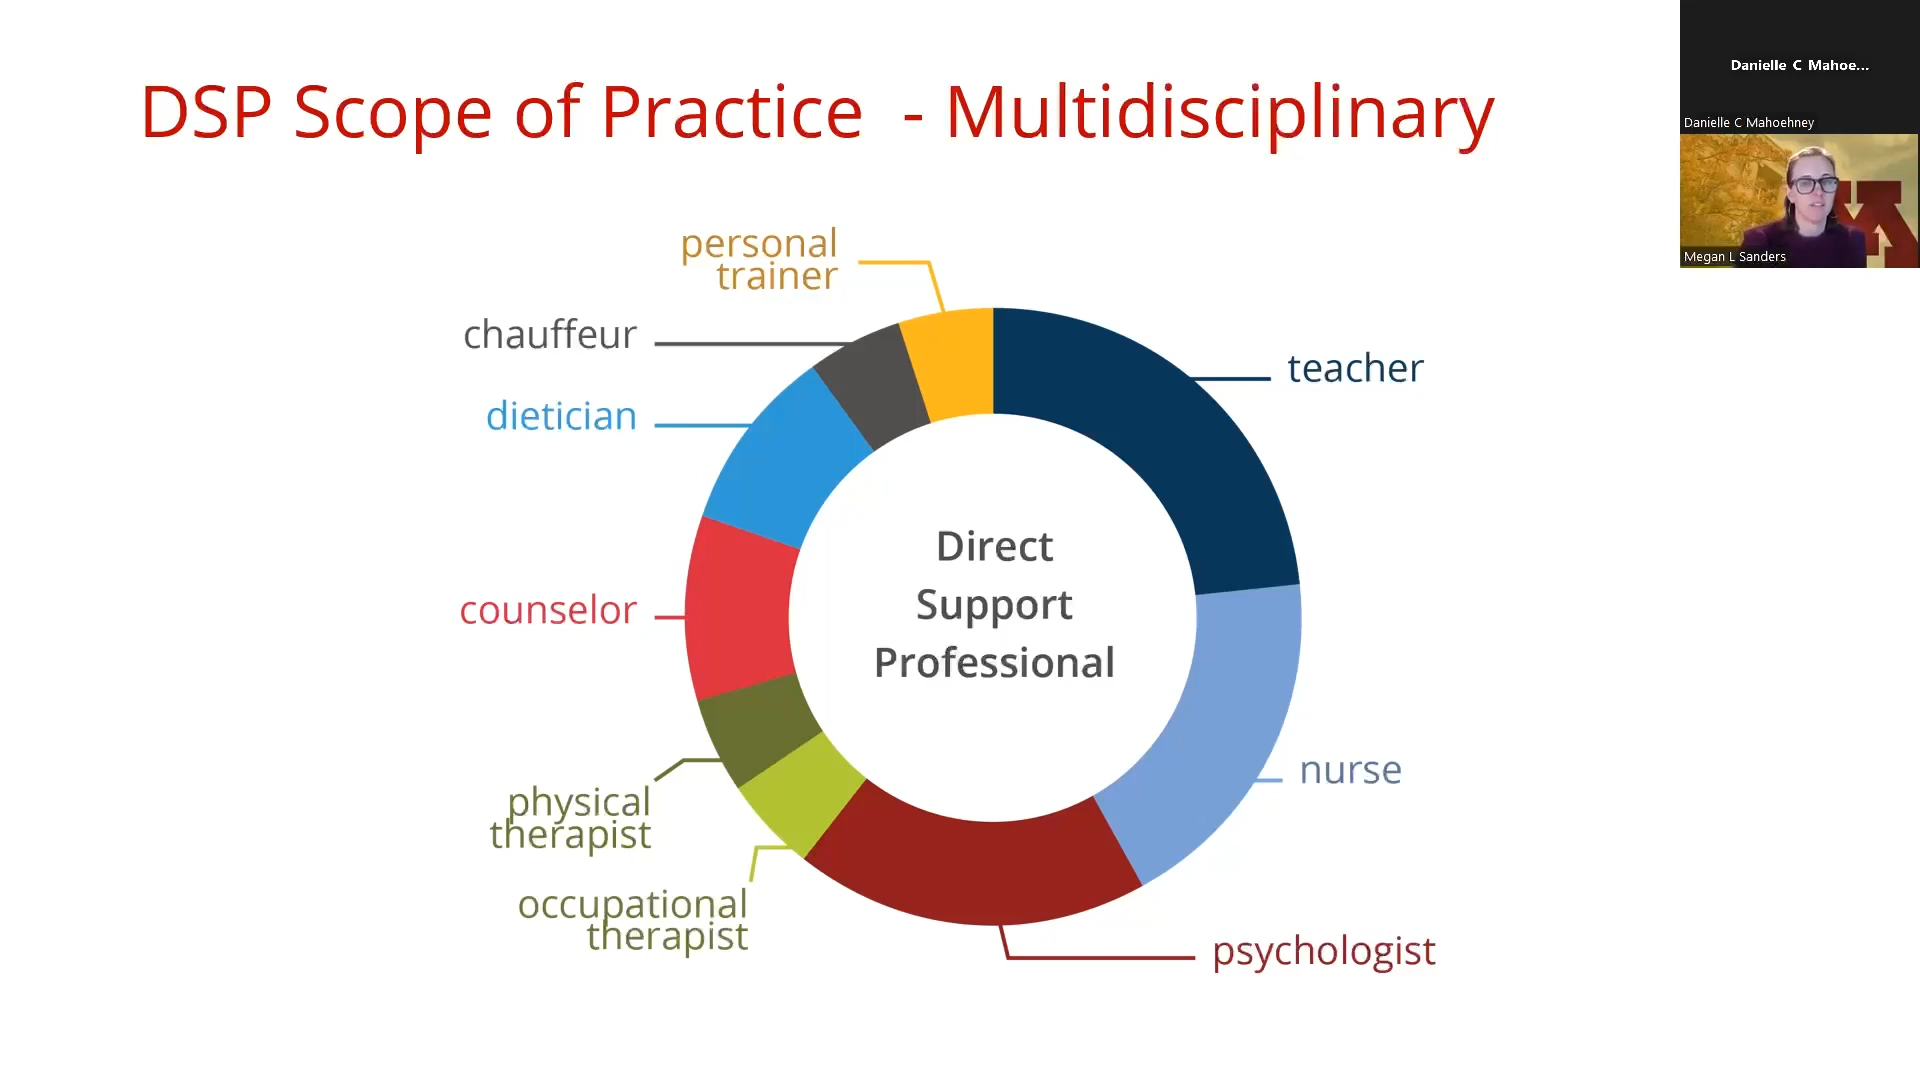 DSP Scope of Practice - Multidisciplinary
Danielle C Mahoe...
Danielle C Mahoehney
Megan L Sanders
personal
trainer
chauffeur
teacher
dietician
Direct
Support
Professional
counselor
nurse
physical
therapist
occupational
therapist
psychologist